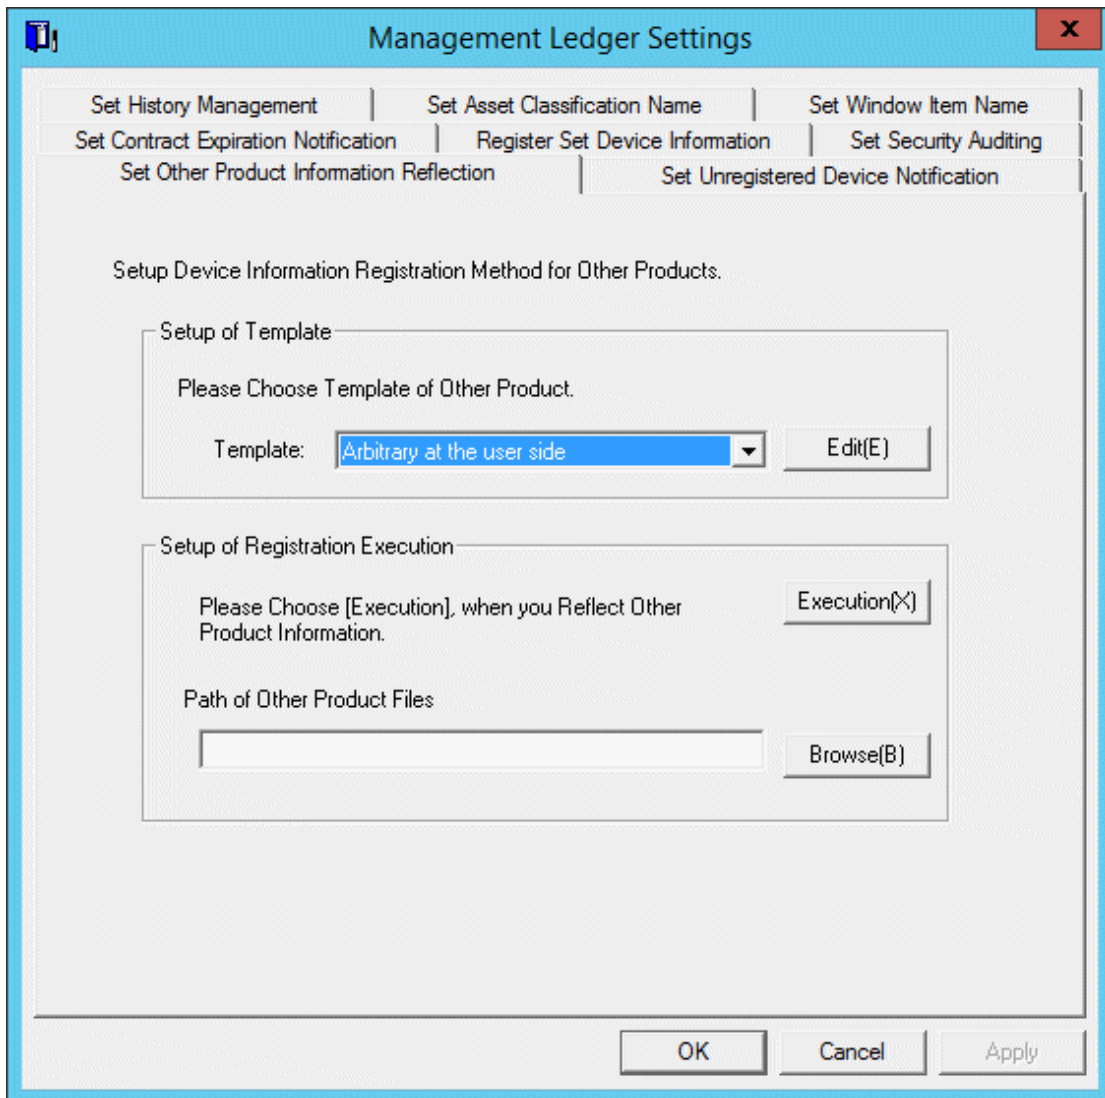 Management Ledger Settings
x
Set History Management
Set Asset Classification Name
Set Window Item Name
Set Contract Expiration Notification
Register Set Device Information
Set Security Auditing
Set Other Product Information Reflection
Set Unregistered Device Notification
Setup Device Information Registration Method for Other Products.
Setup of Template
Please Choose Template of Other Product.
Template:
Arbitrary at the user side
Edit(E)
Setup of Registration Execution
Please Choose [Execution], when you Reflect Other
Product Information.
Execution(X)
Path of Other Product Files
Browse(B)
OK
Cancel
Apply